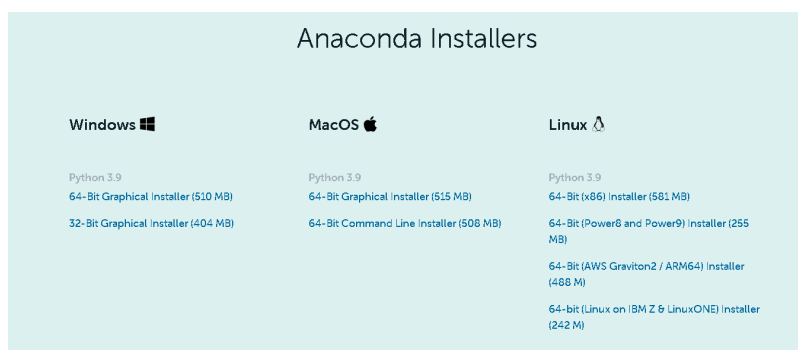 Anaconda Installers
Windows
Python 3.9
64-Bit Graphical Installer (510 MB)
32-Bit Graphical Installer (404 MB)
MacOS
Python 3.9
64-Bit Graphical Installer (515 MB)
64-Bit Command Line Installer (508 MB)
Linux
Python 3.9
64-Bit (x86) Installer (581 MB)
64-Bit (Power8 and Power9) Installer (255
MB)
64-Bit (AWS Graviton2 / ARM64) Installer
(488 M)
64-bit (Linux on IBM Z & LinuxONE) Installer
(242 M)